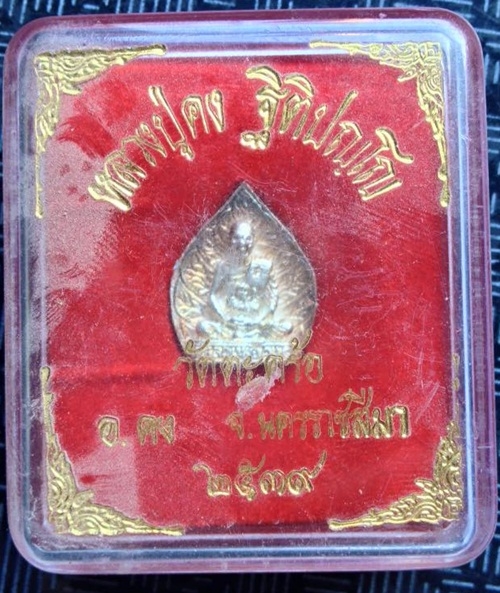 หลวงปู่คง ฐิติปญฺโญ
วัดตะคร้อ
อ. คง จ. นครราชสีมา
๒๕๓๙